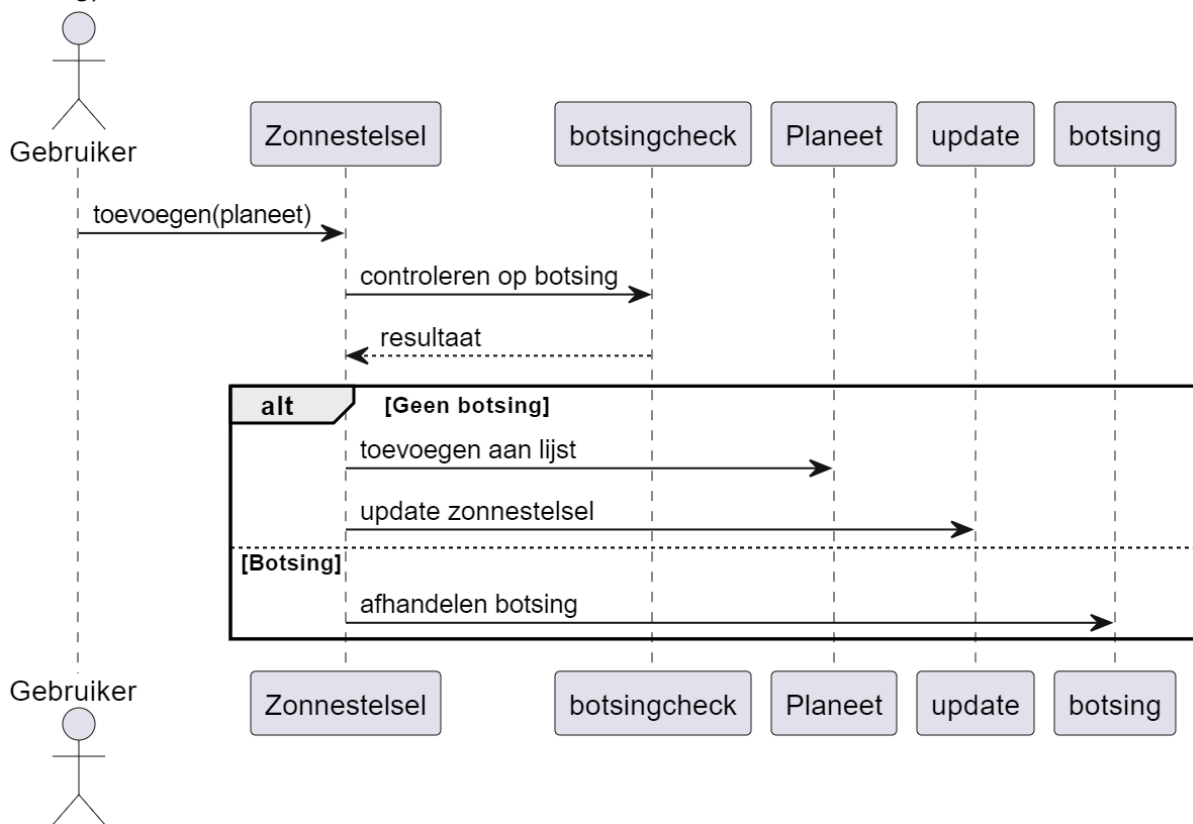 Gebruiker
Zonnestelsel
botsingcheck
Planeet
update
botsing
toevoegen(planeet)
controleren op botsing
resultaat
alt
[Geen botsing]
toevoegen aan lijst
update zonnestelsel
[Botsing]
afhandelen botsing
Gebruiker
Zonnestelsel
botsingcheck
Planeet
update
botsing